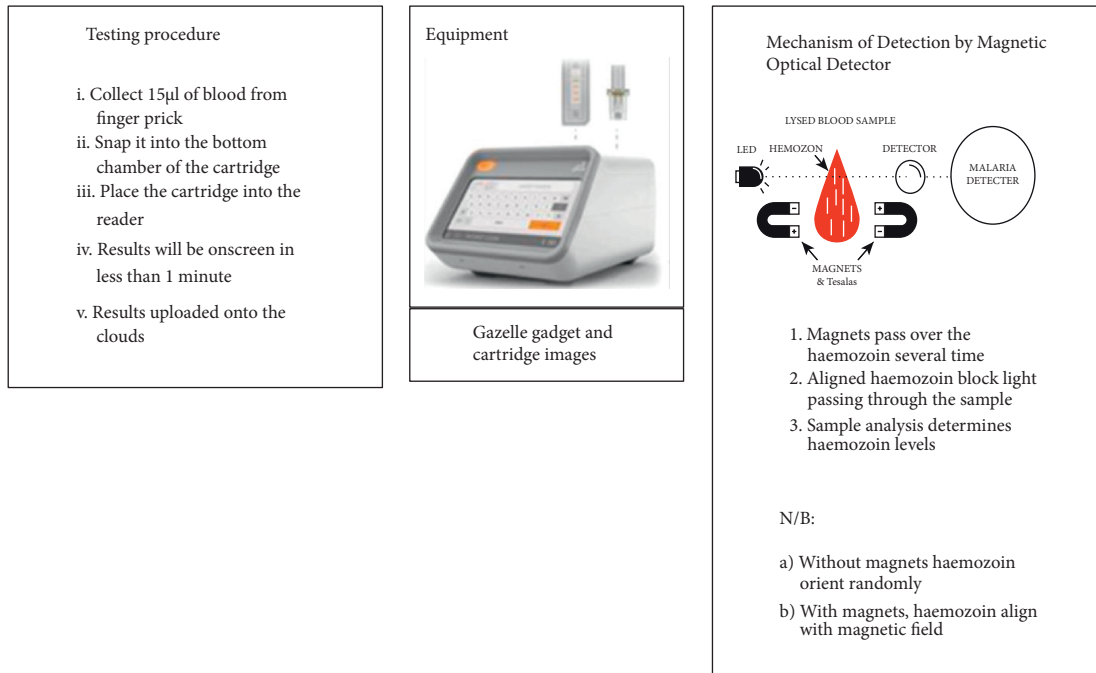 Testing procedure
i. Collect 15μl of blood from
finger prick
ii. Snap it into the bottom
chamber of the cartridge
iii. Place the cartridge into the
reader
iv. Results will be onscreen in
less than 1 minute
v. Results uploaded onto the
clouds
Equipment
Gazelle gadget and
cartridge images
Mechanism of Detection by Magnetic
Optical Detector
LYSED BLOOD SAMPLE
LED
HEMOZON
DETECTOR
MALARIA
DETECTER
−
+
+
−
MAGNETS
& Tesalas
1. Magnets pass over the
haemozoin several time
2. Aligned haemozoin block light
passing through the sample
3. Sample analysis determines
haemozoin levels
N/B:
a) Without magnets haemozoin
orient randomly
b) With magnets, haemozoin align
with magnetic field